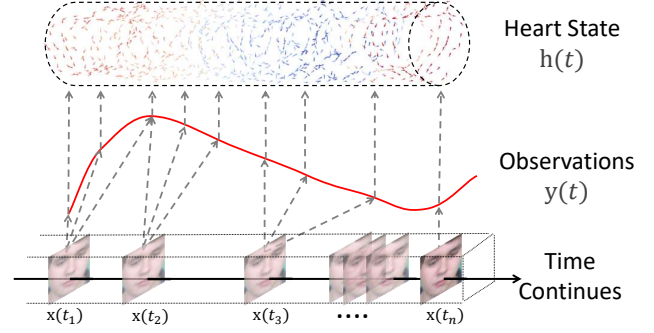 Heart State
h(t)
Observations
y(t)
Time
Continues
x(t₁) x(t₂) x(t₃) •••• x(tₙ)